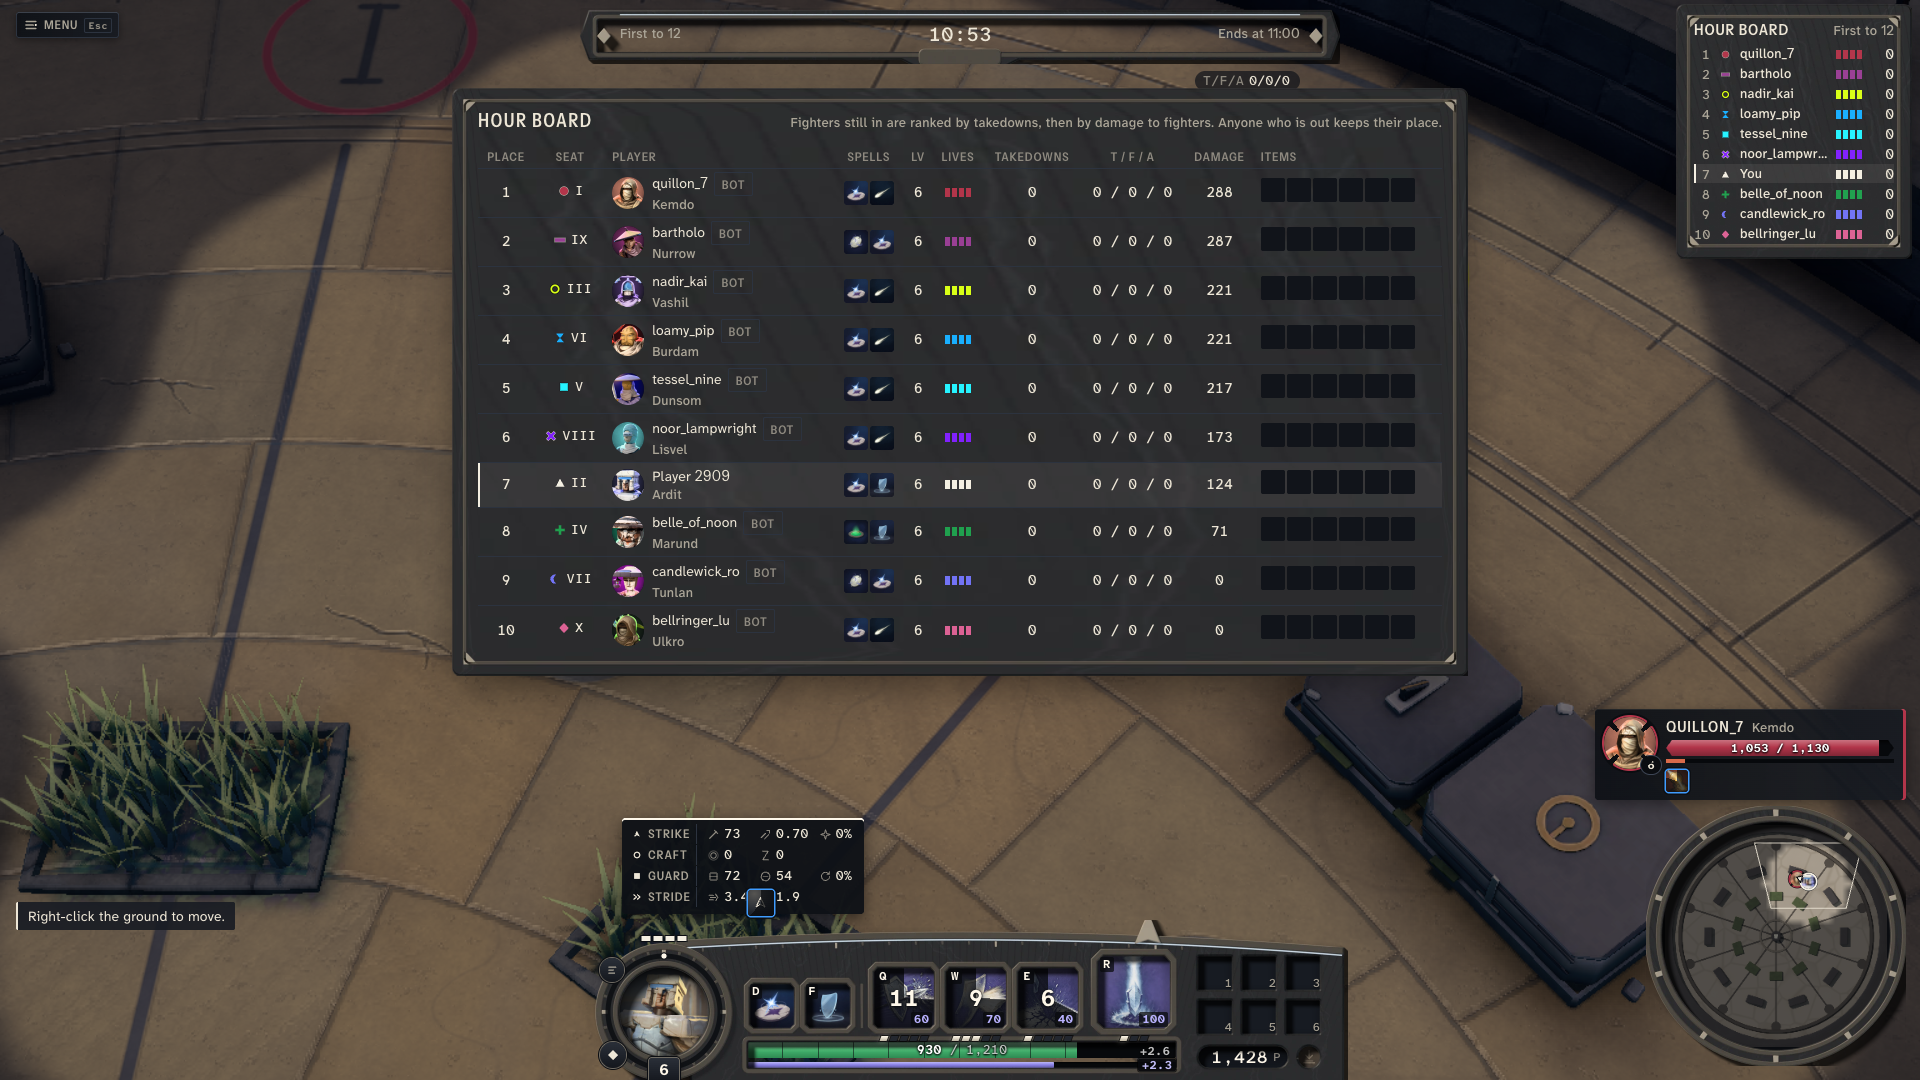 MENU Esc
I
First to 12
10:53
Ends at 11:00
T/F/A 0/0/0
HOUR BOARD
Fighters still in are ranked by takedowns, then by damage to fighters. Anyone who is out keeps their place.
PLACE SEAT PLAYER SPELLS LV LIVES TAKEDOWNS T / F / A DAMAGE ITEMS
1 I quillon_7 BOT 6 0 0 / 0 / 0 288
Kemdo
2 IX bartholo BOT 6 0 0 / 0 / 0 287
Nurrow
3 III nadir_kai BOT 6 0 0 / 0 / 0 221
Vashil
4 VI loamy_pip BOT 6 0 0 / 0 / 0 221
Burdam
5 V tessel_nine BOT 6 0 0 / 0 / 0 217
Dunsom
6 VIII noor_lampwright BOT 6 0 0 / 0 / 0 173
Lisvel
7 II Player 2909 6 0 0 / 0 / 0 124
Ardit
8 IV belle_of_noon BOT 6 0 0 / 0 / 0 71
Marund
9 VII candlewick_ro BOT 6 0 0 / 0 / 0 0
Tunlan
10 X bellringer_lu BOT 6 0 0 / 0 / 0 0
Ulkro
HOUR BOARD First to 12
1 quillon_7 0
2 bartholo 0
3 nadir_kai 0
4 loamy_pip 0
5 tessel_nine 0
6 noor_lampwr... 0
7 You 0
8 belle_of_noon 0
9 candlewick_ro 0
10 bellringer_lu 0
QUILLON_7 Kemdo
1,053 / 1,130
6
STRIKE 73 0.70 0%
CRAFT 0 0
GUARD 72 54 0%
STRIDE 3.4 1.9
Right-click the ground to move.
D F
Q 11 60
W 9 70
E 6 40
R 100
1 2 3
4 5 6
930 / 1,210 +2.6
+2.3
1,428 P
6